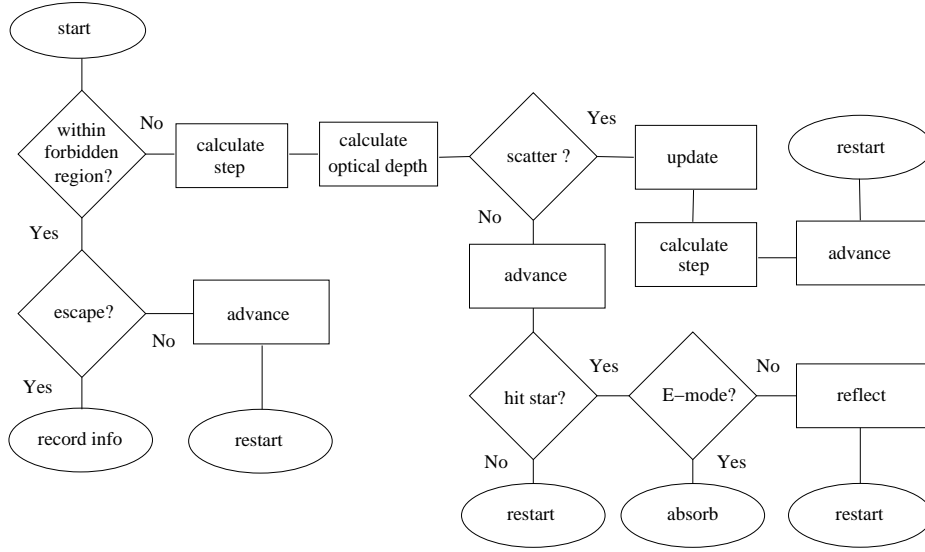 start
within
forbidden
region?
No
calculate
step
calculate
optical depth
scatter ?
Yes
update
restart
Yes
No
calculate
step
advance
escape?
advance
advance
No
Yes
hit star?
Yes
E−mode?
No
reflect
record info
restart
No
Yes
restart
absorb
restart